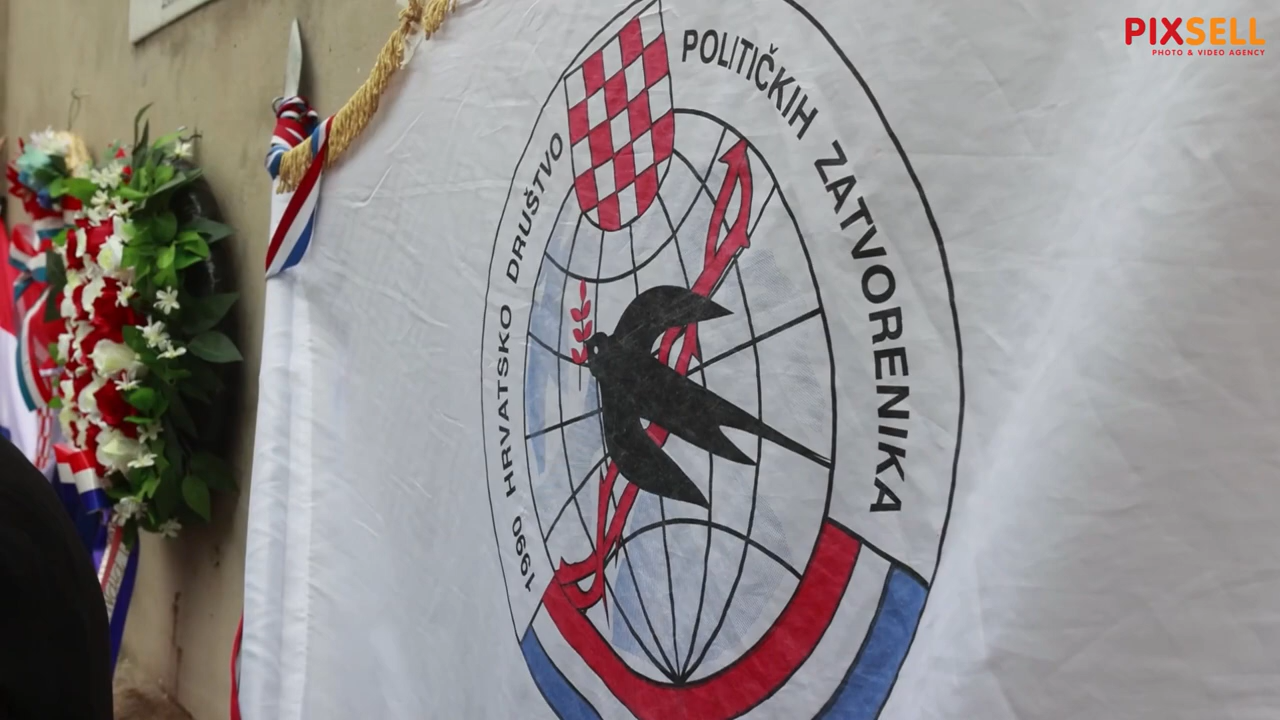 PIXSELL
PHOTO & VIDEO AGENCY
1990 HRVATSKO DRUŠTVO POLITIČKIH ZATVORENIKA